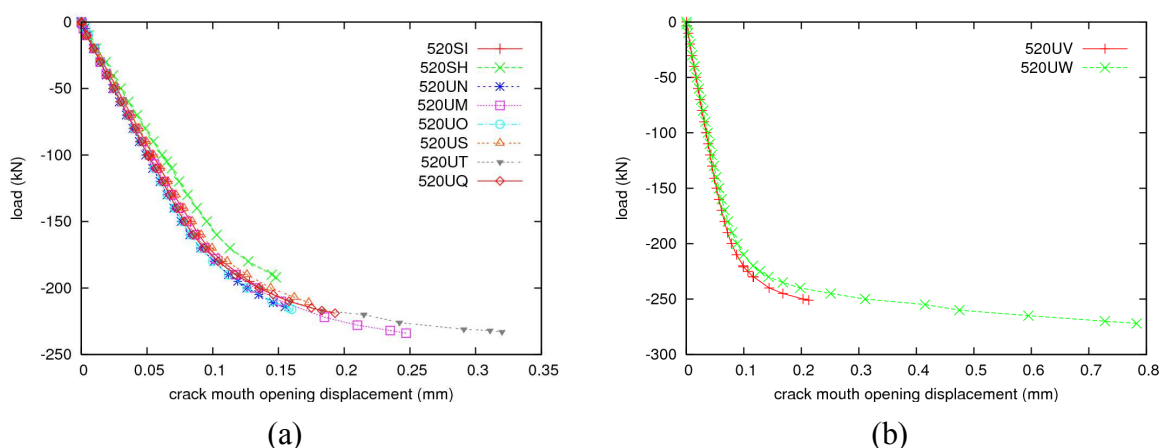 0
-50
-100
-150
-200
-250
0
0.05
0.1
0.15
0.2
0.25
0.3
0.35
load (kN)
crack mouth opening displacement (mm)
520SI
520SH
520UN
520UM
520UO
520US
520UT
520UQ
(a)
0
-50
-100
-150
-200
-250
-300
0
0.1
0.2
0.3
0.4
0.5
0.6
0.7
0.8
load (kN)
crack mouth opening displacement (mm)
520UV
520UW
(b)